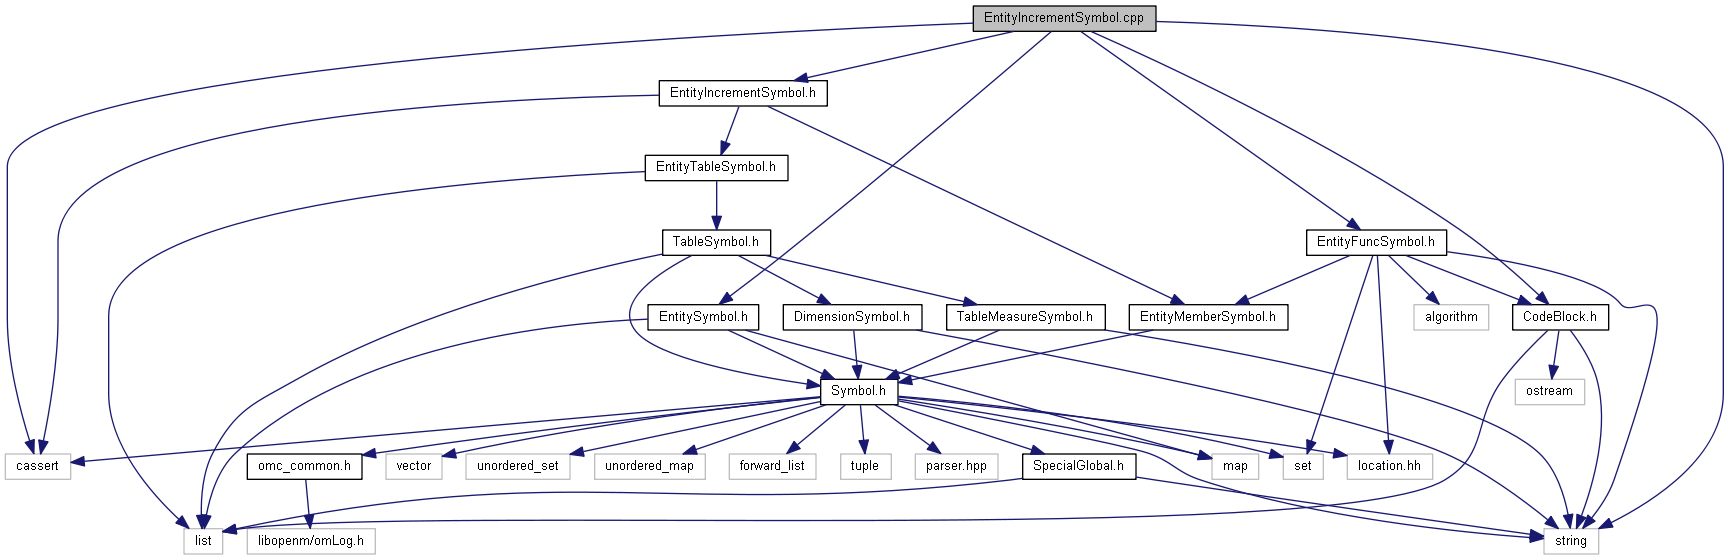 EntityIncrementSymbol.cpp
EntityIncrementSymbol.h
EntityTableSymbol.h
TableSymbol.h
EntityFuncSymbol.h
EntitySymbol.h
DimensionSymbol.h
TableMeasureSymbol.h
EntityMemberSymbol.h
algorithm
CodeBlock.h
Symbol.h
ostream
cassert
omc_common.h
vector
unordered_set
unordered_map
forward_list
tuple
parser.hpp
SpecialGlobal.h
map
set
location.hh
list
libopenm/omLog.h
string